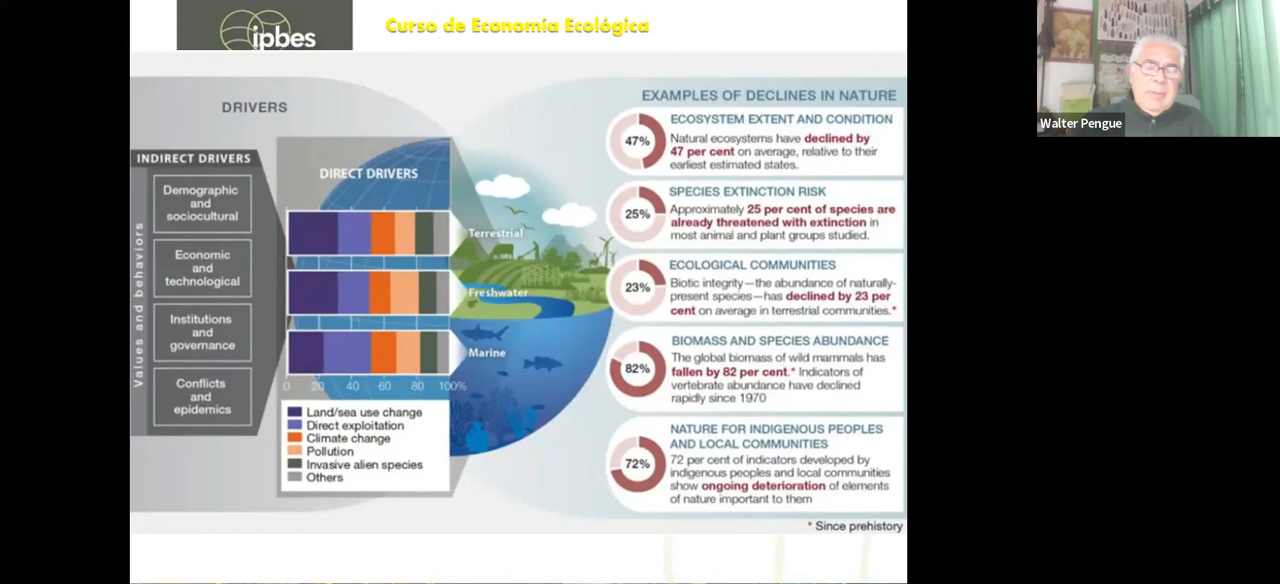 ipbes
Curso de Economía Ecológica
Walter Pengue
DRIVERS
INDIRECT DRIVERS
Values and behaviors
Demographic
and
sociocultural
Economic
and
technological
Institutions
and
governance
Conflicts
and
epidemics
DIRECT DRIVERS
Terrestrial
Freshwater
Marine
0 20 40 60 80 100%
Land/sea use change
Direct exploitation
Climate change
Pollution
Invasive alien species
Others
EXAMPLES OF DECLINES IN NATURE
47%
ECOSYSTEM EXTENT AND CONDITION
Natural ecosystems have declined by
47 per cent on average, relative to their
earliest estimated states.
25%
SPECIES EXTINCTION RISK
Approximately 25 per cent of species are
already threatened with extinction in
most animal and plant groups studied.
23%
ECOLOGICAL COMMUNITIES
Biotic integrity—the abundance of naturally-
present species—has declined by 23 per
cent on average in terrestrial communities.*
82%
BIOMASS AND SPECIES ABUNDANCE
The global biomass of wild mammals has
fallen by 82 per cent.* Indicators of
vertebrate abundance have declined
rapidly since 1970
72%
NATURE FOR INDIGENOUS PEOPLES
AND LOCAL COMMUNITIES
72 per cent of indicators developed by
indigenous peoples and local communities
show ongoing deterioration of elements
of nature important to them
* Since prehistory